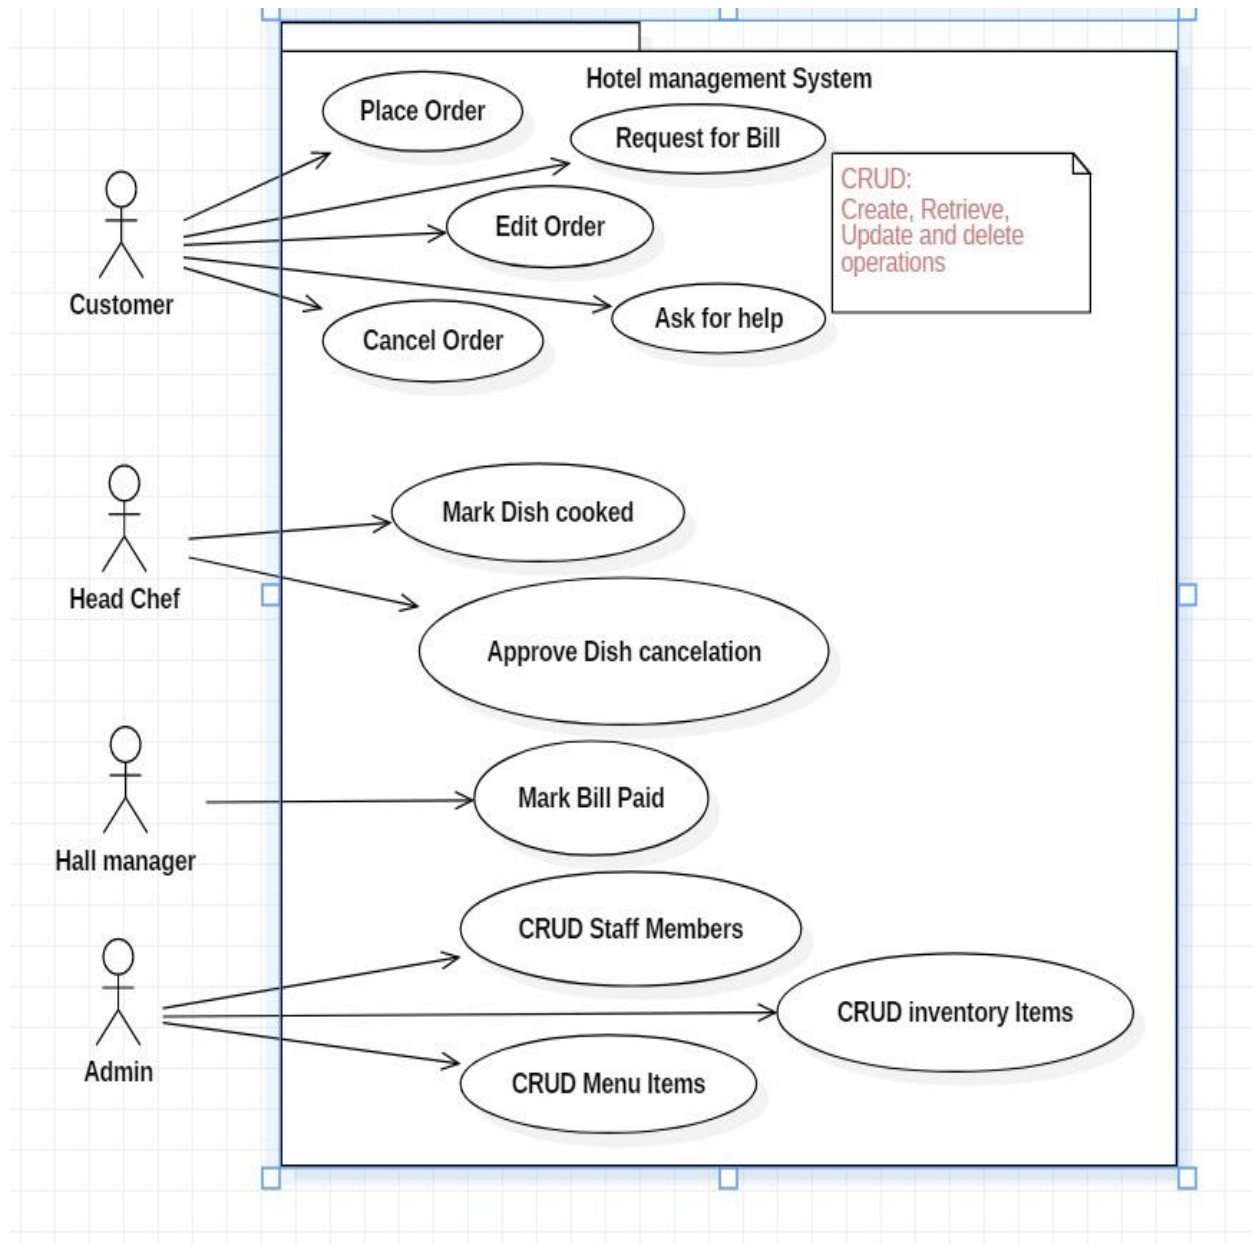 Hotel management System
Place Order
Request for Bill
CRUD:
Create, Retrieve,
Update and delete
operations
Edit Order
Customer
Ask for help
Cancel Order
Mark Dish cooked
Head Chef
Approve Dish cancelation
Mark Bill Paid
Hall manager
CRUD Staff Members
CRUD inventory Items
Admin
CRUD Menu Items